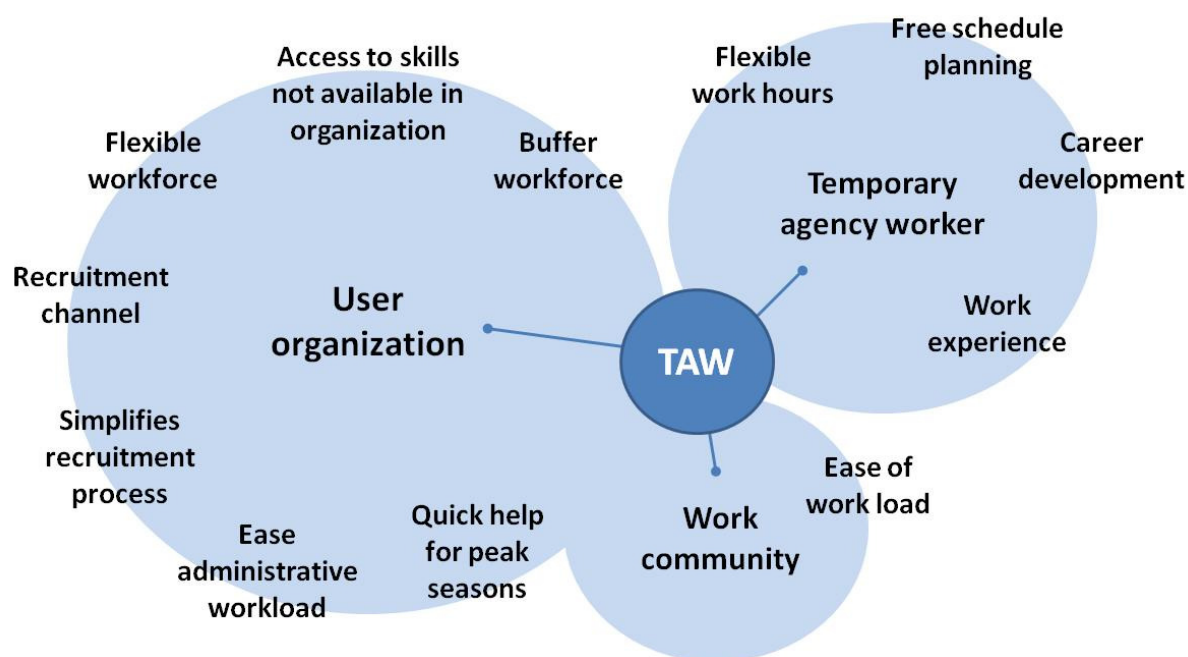 Access to skills
not available in
organization
Flexible
workforce
Buffer
workforce
Recruitment
channel
User
organization
Simplifies
recruitment
process
Ease
administrative
workload
Quick help
for peak
seasons
TAW
Flexible
work hours
Free schedule
planning
Career
development
Temporary
agency worker
Work
experience
Work
community
Ease of
work load